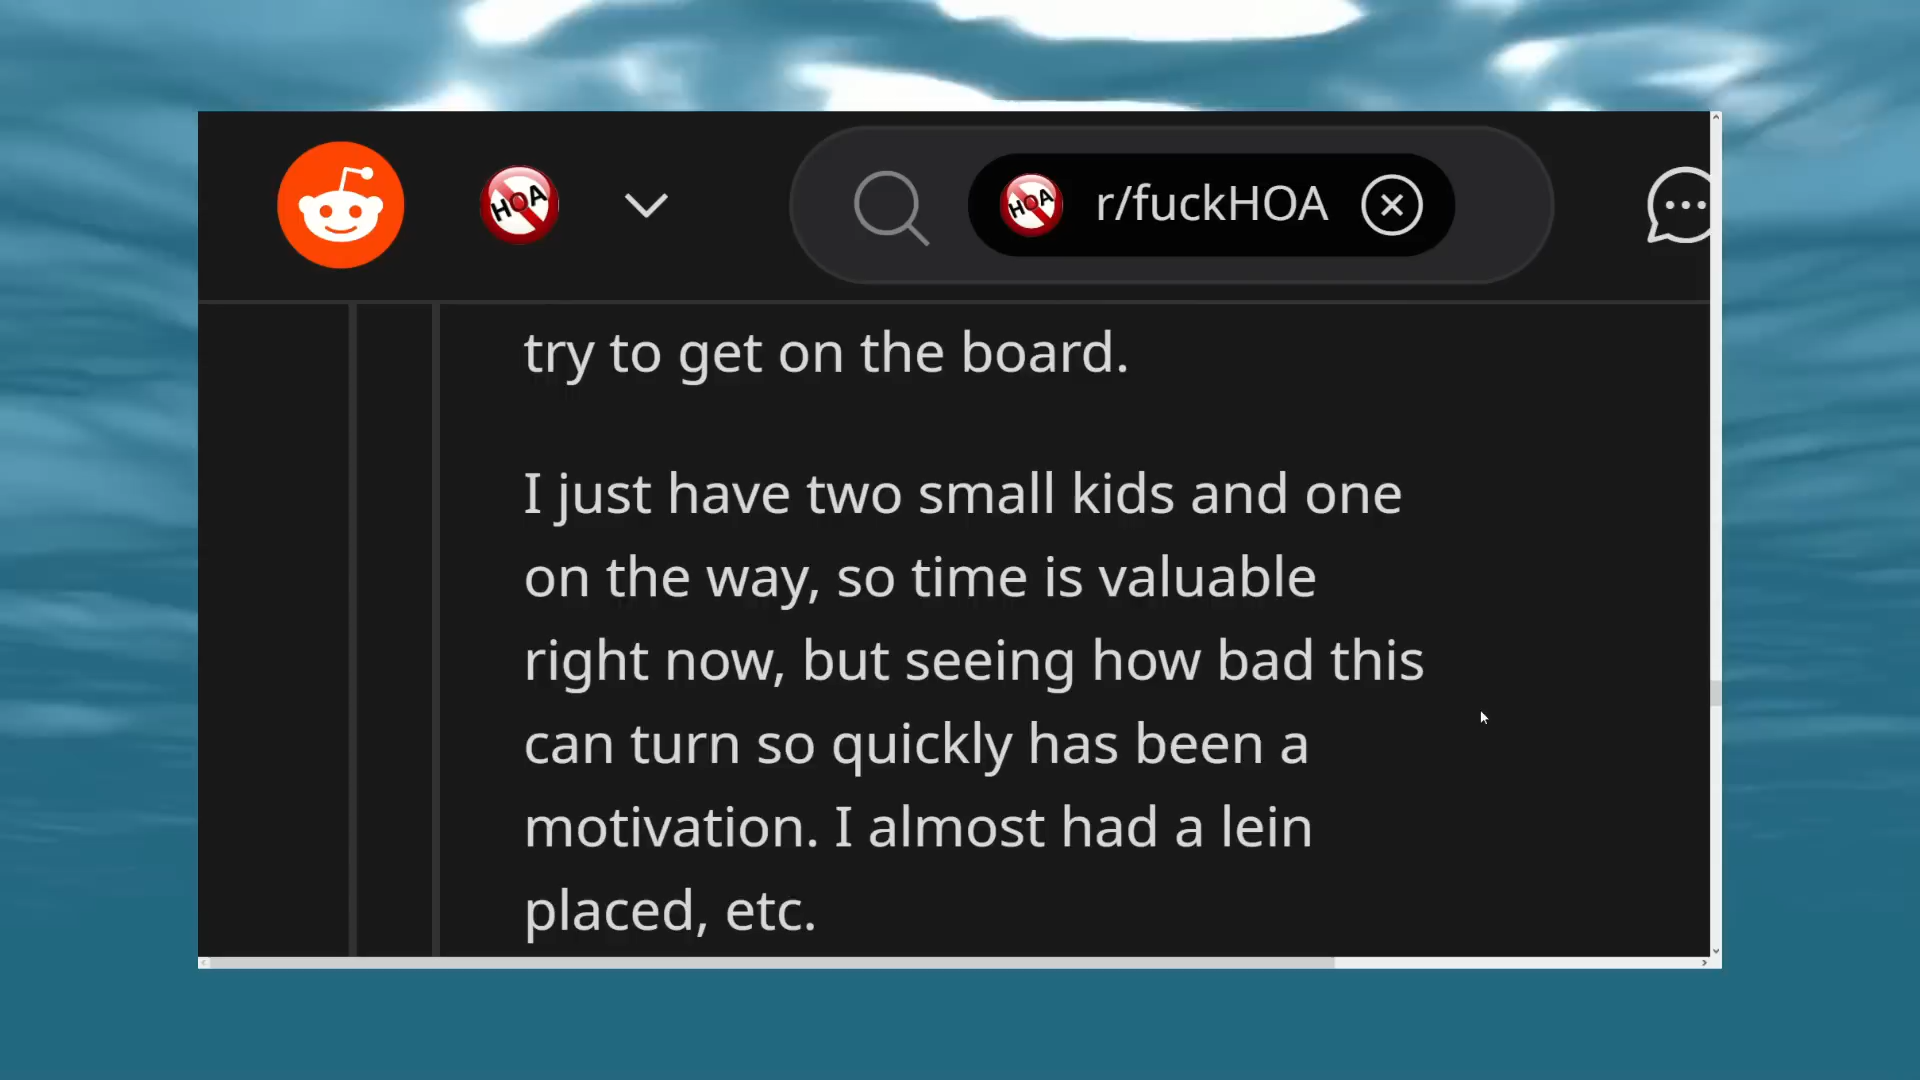 HOA
HOA r/fuckHOA
try to get on the board.
I just have two small kids and one
on the way, so time is valuable
right now, but seeing how bad this
can turn so quickly has been a
motivation. I almost had a lein
placed, etc.